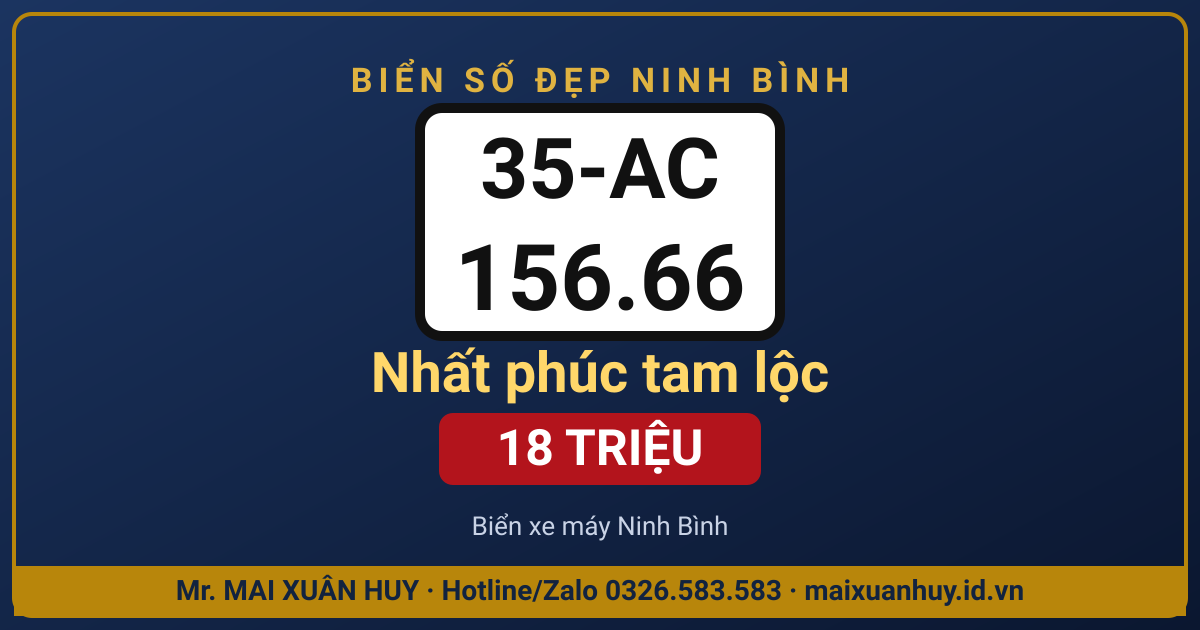 BIỂN SỐ ĐẸP NINH BÌNH
35-AC
156.66
Nhất phúc tam lộc
18 TRIỆU
Biển xe máy Ninh Bình
Mr. MAI XUÂN HUY · Hotline/Zalo 0326.583.583 · maixuanhuy.id.vn